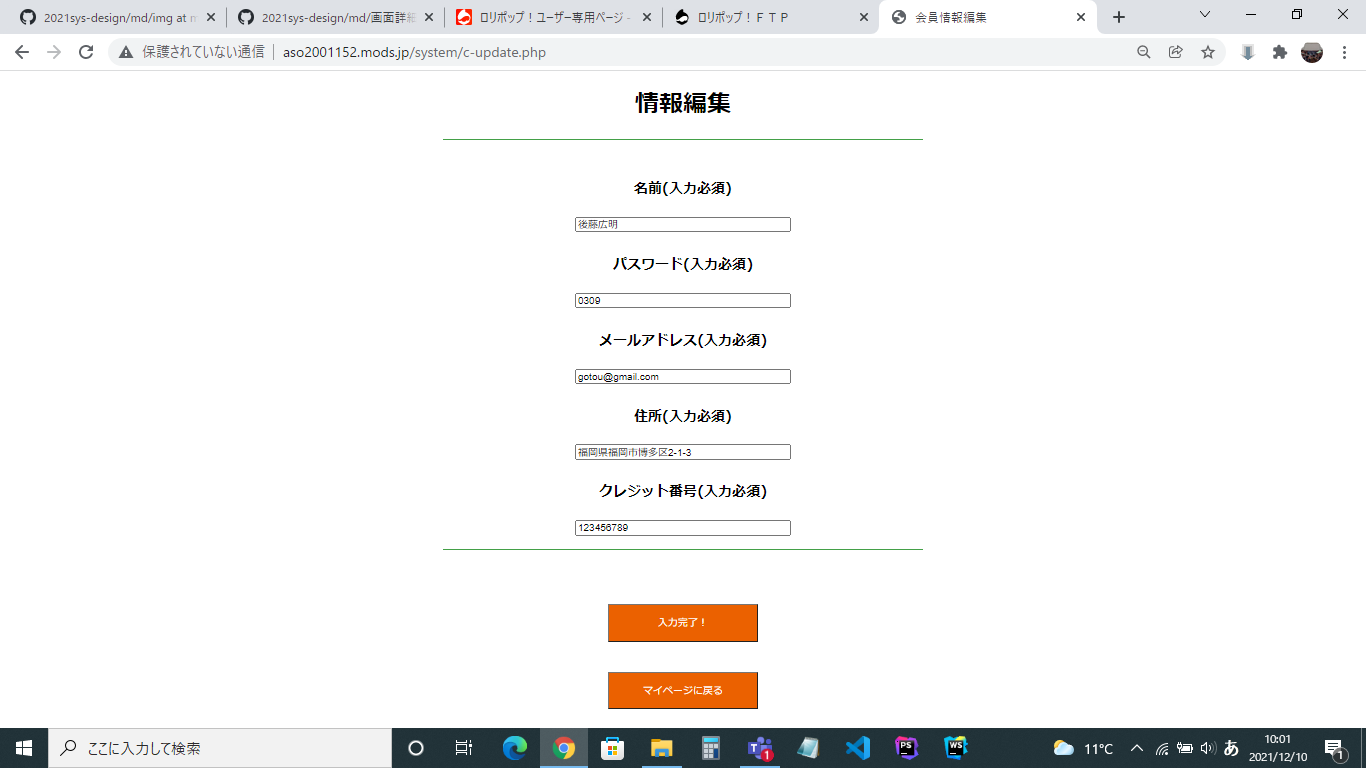 2021sys-design/md/img at m
2021sys-design/md/画面詳細
ロリポップ！ユーザー専用ページ -
ロリポップ！ＦＴＰ
会員情報編集
保護されていない通信 | aso2001152.mods.jp/system/c-update.php
情報編集
名前(入力必須)
後藤広明
パスワード(入力必須)
0309
メールアドレス(入力必須)
gotou@gmail.com
住所(入力必須)
福岡県福岡市博多区2-1-3
クレジット番号(入力必須)
123456789
入力完了！
マイページに戻る
ここに入力して検索
1
PS
WS
11°C
あ
10:01
2021/12/10
1